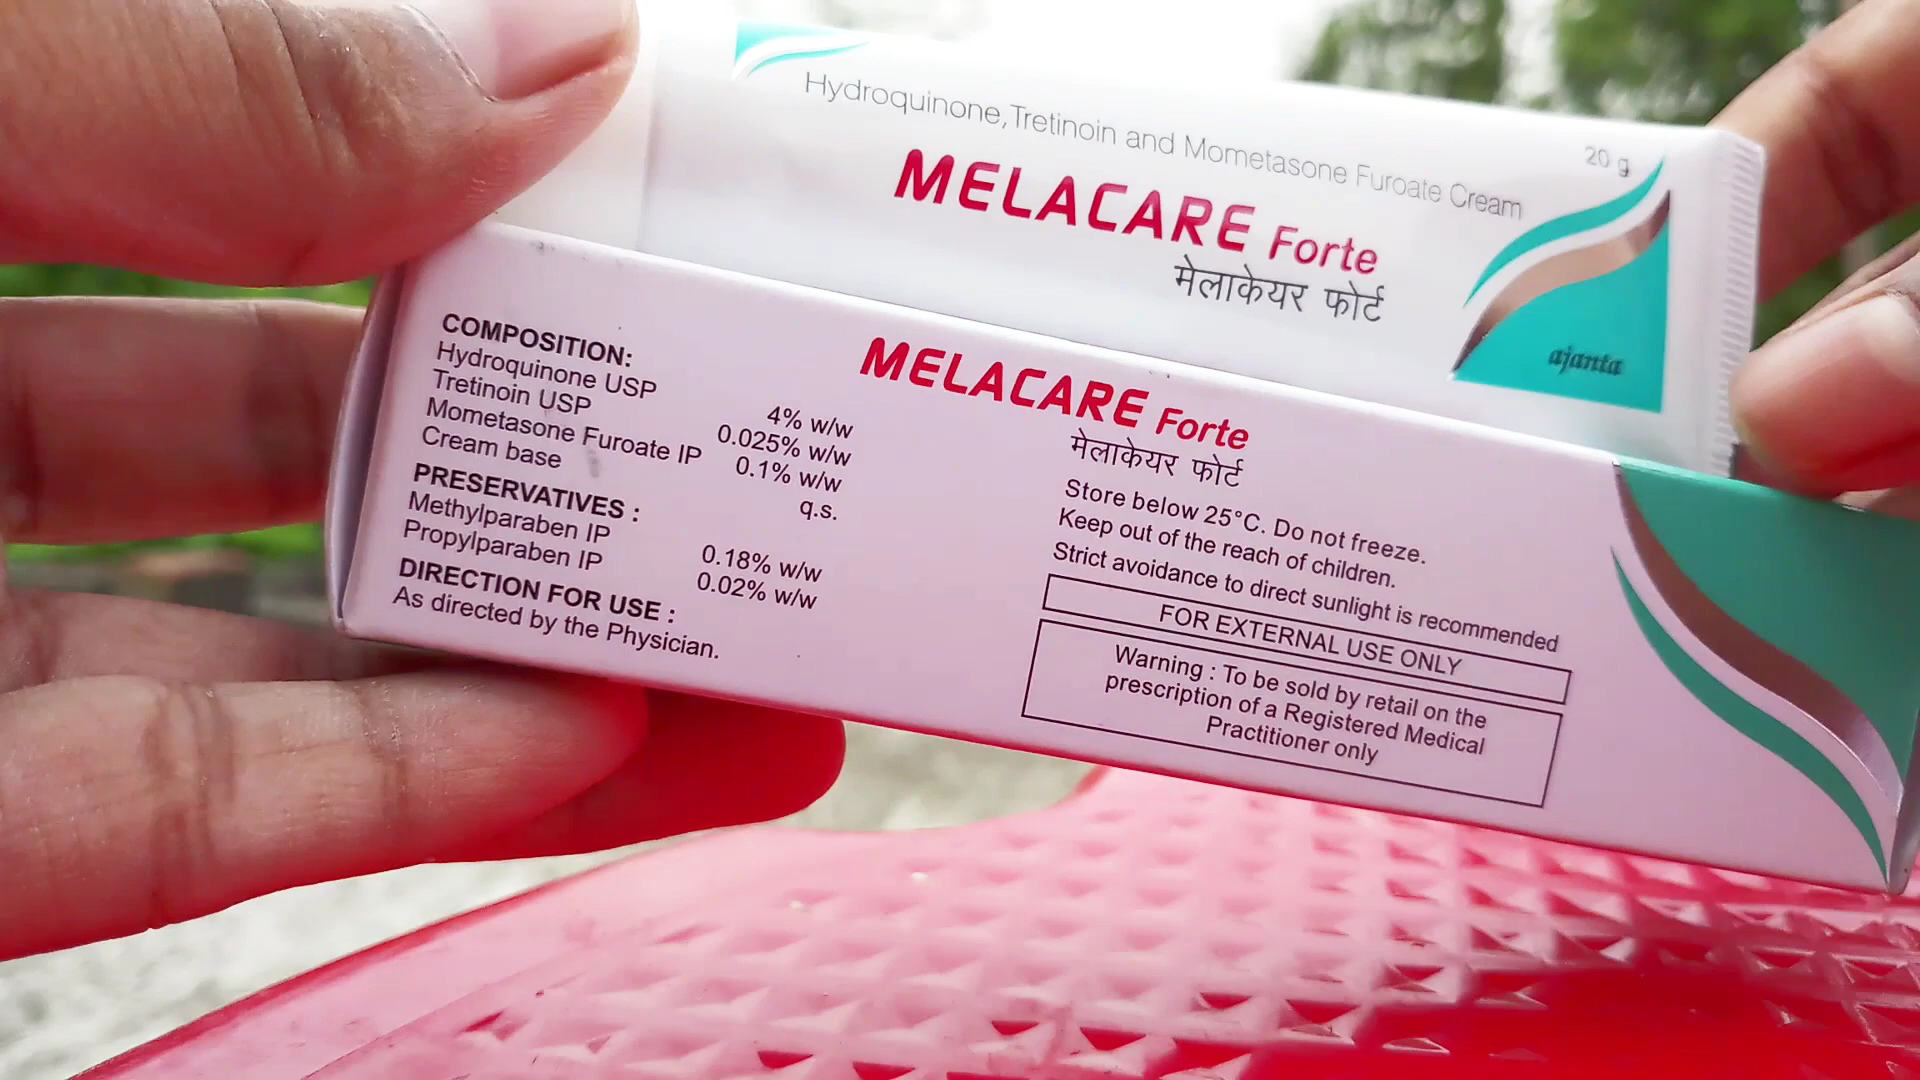 Hydroquinone, Tretinoin and Mometasone Furoate Cream
20 g
MELACARE Forte
मेलाकेयर फोर्ट
ajanta
COMPOSITION:
Hydroquinone USP 4% w/w
Tretinoin USP 0.025% w/w
Mometasone Furoate IP 0.1% w/w
Cream base q.s.
PRESERVATIVES :
Methylparaben IP 0.18% w/w
Propylparaben IP 0.02% w/w
DIRECTION FOR USE :
As directed by the Physician.
MELACARE Forte
मेलाकेयर फोर्ट
Store below 25°C. Do not freeze.
Keep out of the reach of children.
Strict avoidance to direct sunlight is recommended
FOR EXTERNAL USE ONLY
Warning : To be sold by retail on the
prescription of a Registered Medical
Practitioner only